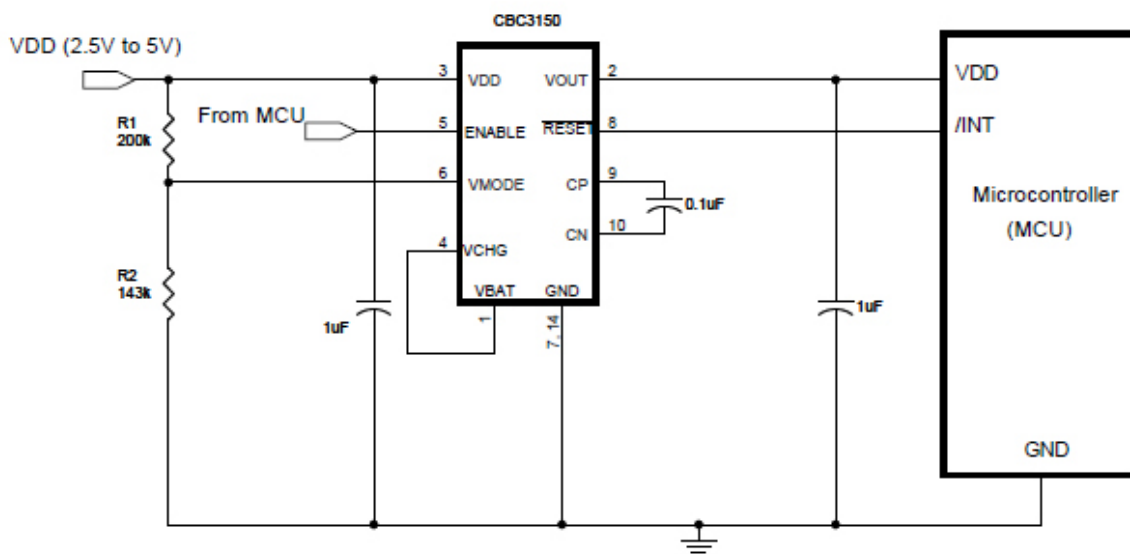 CBC3150
VDD (2.5V to 5V)
3
VDD
VOUT
2
VDD
R1
200k
From MCU
5
ENABLE
RESET
8
/INT
6
VMODE
CP
9
0.1uF
CN
10
Microcontroller
(MCU)
4
VCHG
R2
143k
VBAT
GND
1
7, 14
1uF
1uF
GND